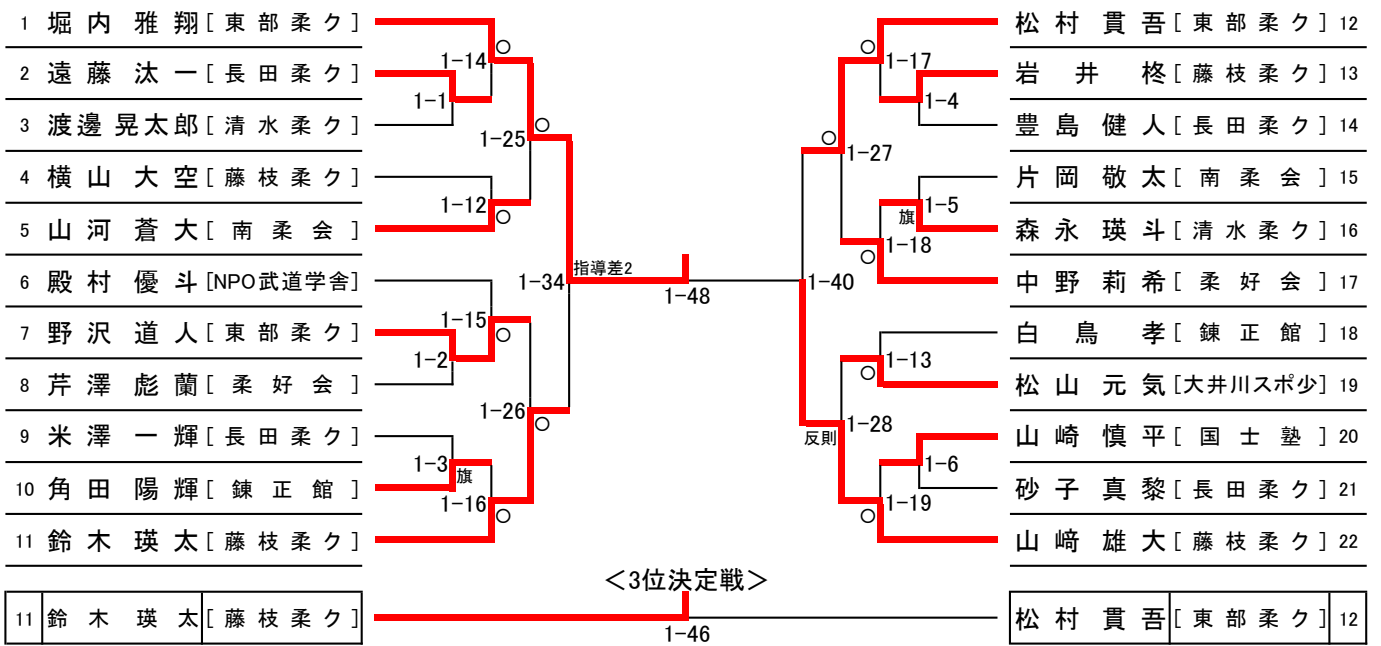 1 堀内 雅翔 [東部柔ク]
1-14
○
2 遠藤 汰一 [長田柔ク]
1-1
3 渡邊 晃太郎 [清水柔ク]
1-25
○
4 横山 大空 [藤枝柔ク]
1-12
○
5 山河 蒼大 [南柔会]
1-34
指導差2
6 殿村 優斗 [NPO武道学舎]
1-15
○
7 野沢 道人 [東部柔ク]
1-2
8 芹澤 彪蘭 [柔好会]
1-26
○
9 米澤 一輝 [長田柔ク]
1-3
旗
10 角田 陽輝 [錬正館]
1-16
○
11 鈴木 瑛太 [藤枝柔ク]
1-48
松村 貫吾 [東部柔ク] 12
○
1-17
岩井 柊 [藤枝柔ク] 13
1-4
豊島 健人 [長田柔ク] 14
○
1-27
片岡 敬太 [南柔会] 15
1-5
旗
森永 瑛斗 [清水柔ク] 16
1-18
○
中野 莉希 [柔好会] 17
1-40
白鳥 孝 [錬正館] 18
1-13
○
松山 元気 [大井川スポ少] 19
1-28
反則
山崎 慎平 [国士塾] 20
1-6
砂子 真黎 [長田柔ク] 21
1-19
○
山﨑 雄大 [藤枝柔ク] 22
＜3位決定戦＞
11 鈴木 瑛太 [藤枝柔ク]
1-46
松村 貫吾 [東部柔ク] 12